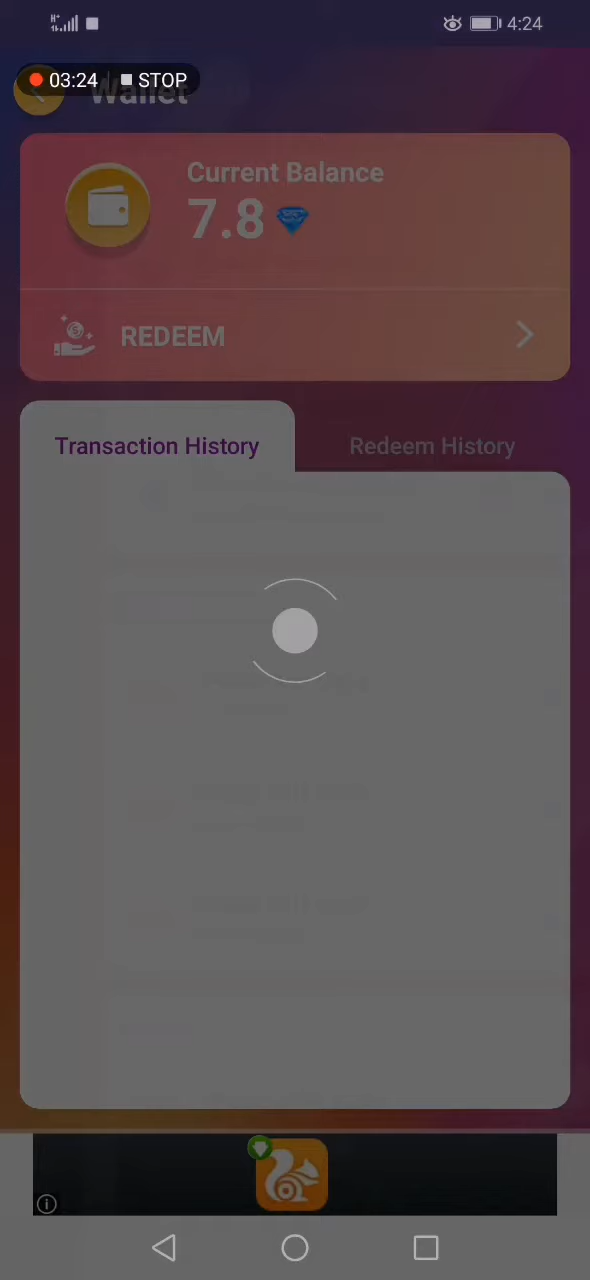 4:24
03:24 STOP
Wallet
Current Balance
7.8
REDEEM
Transaction History
Redeem History